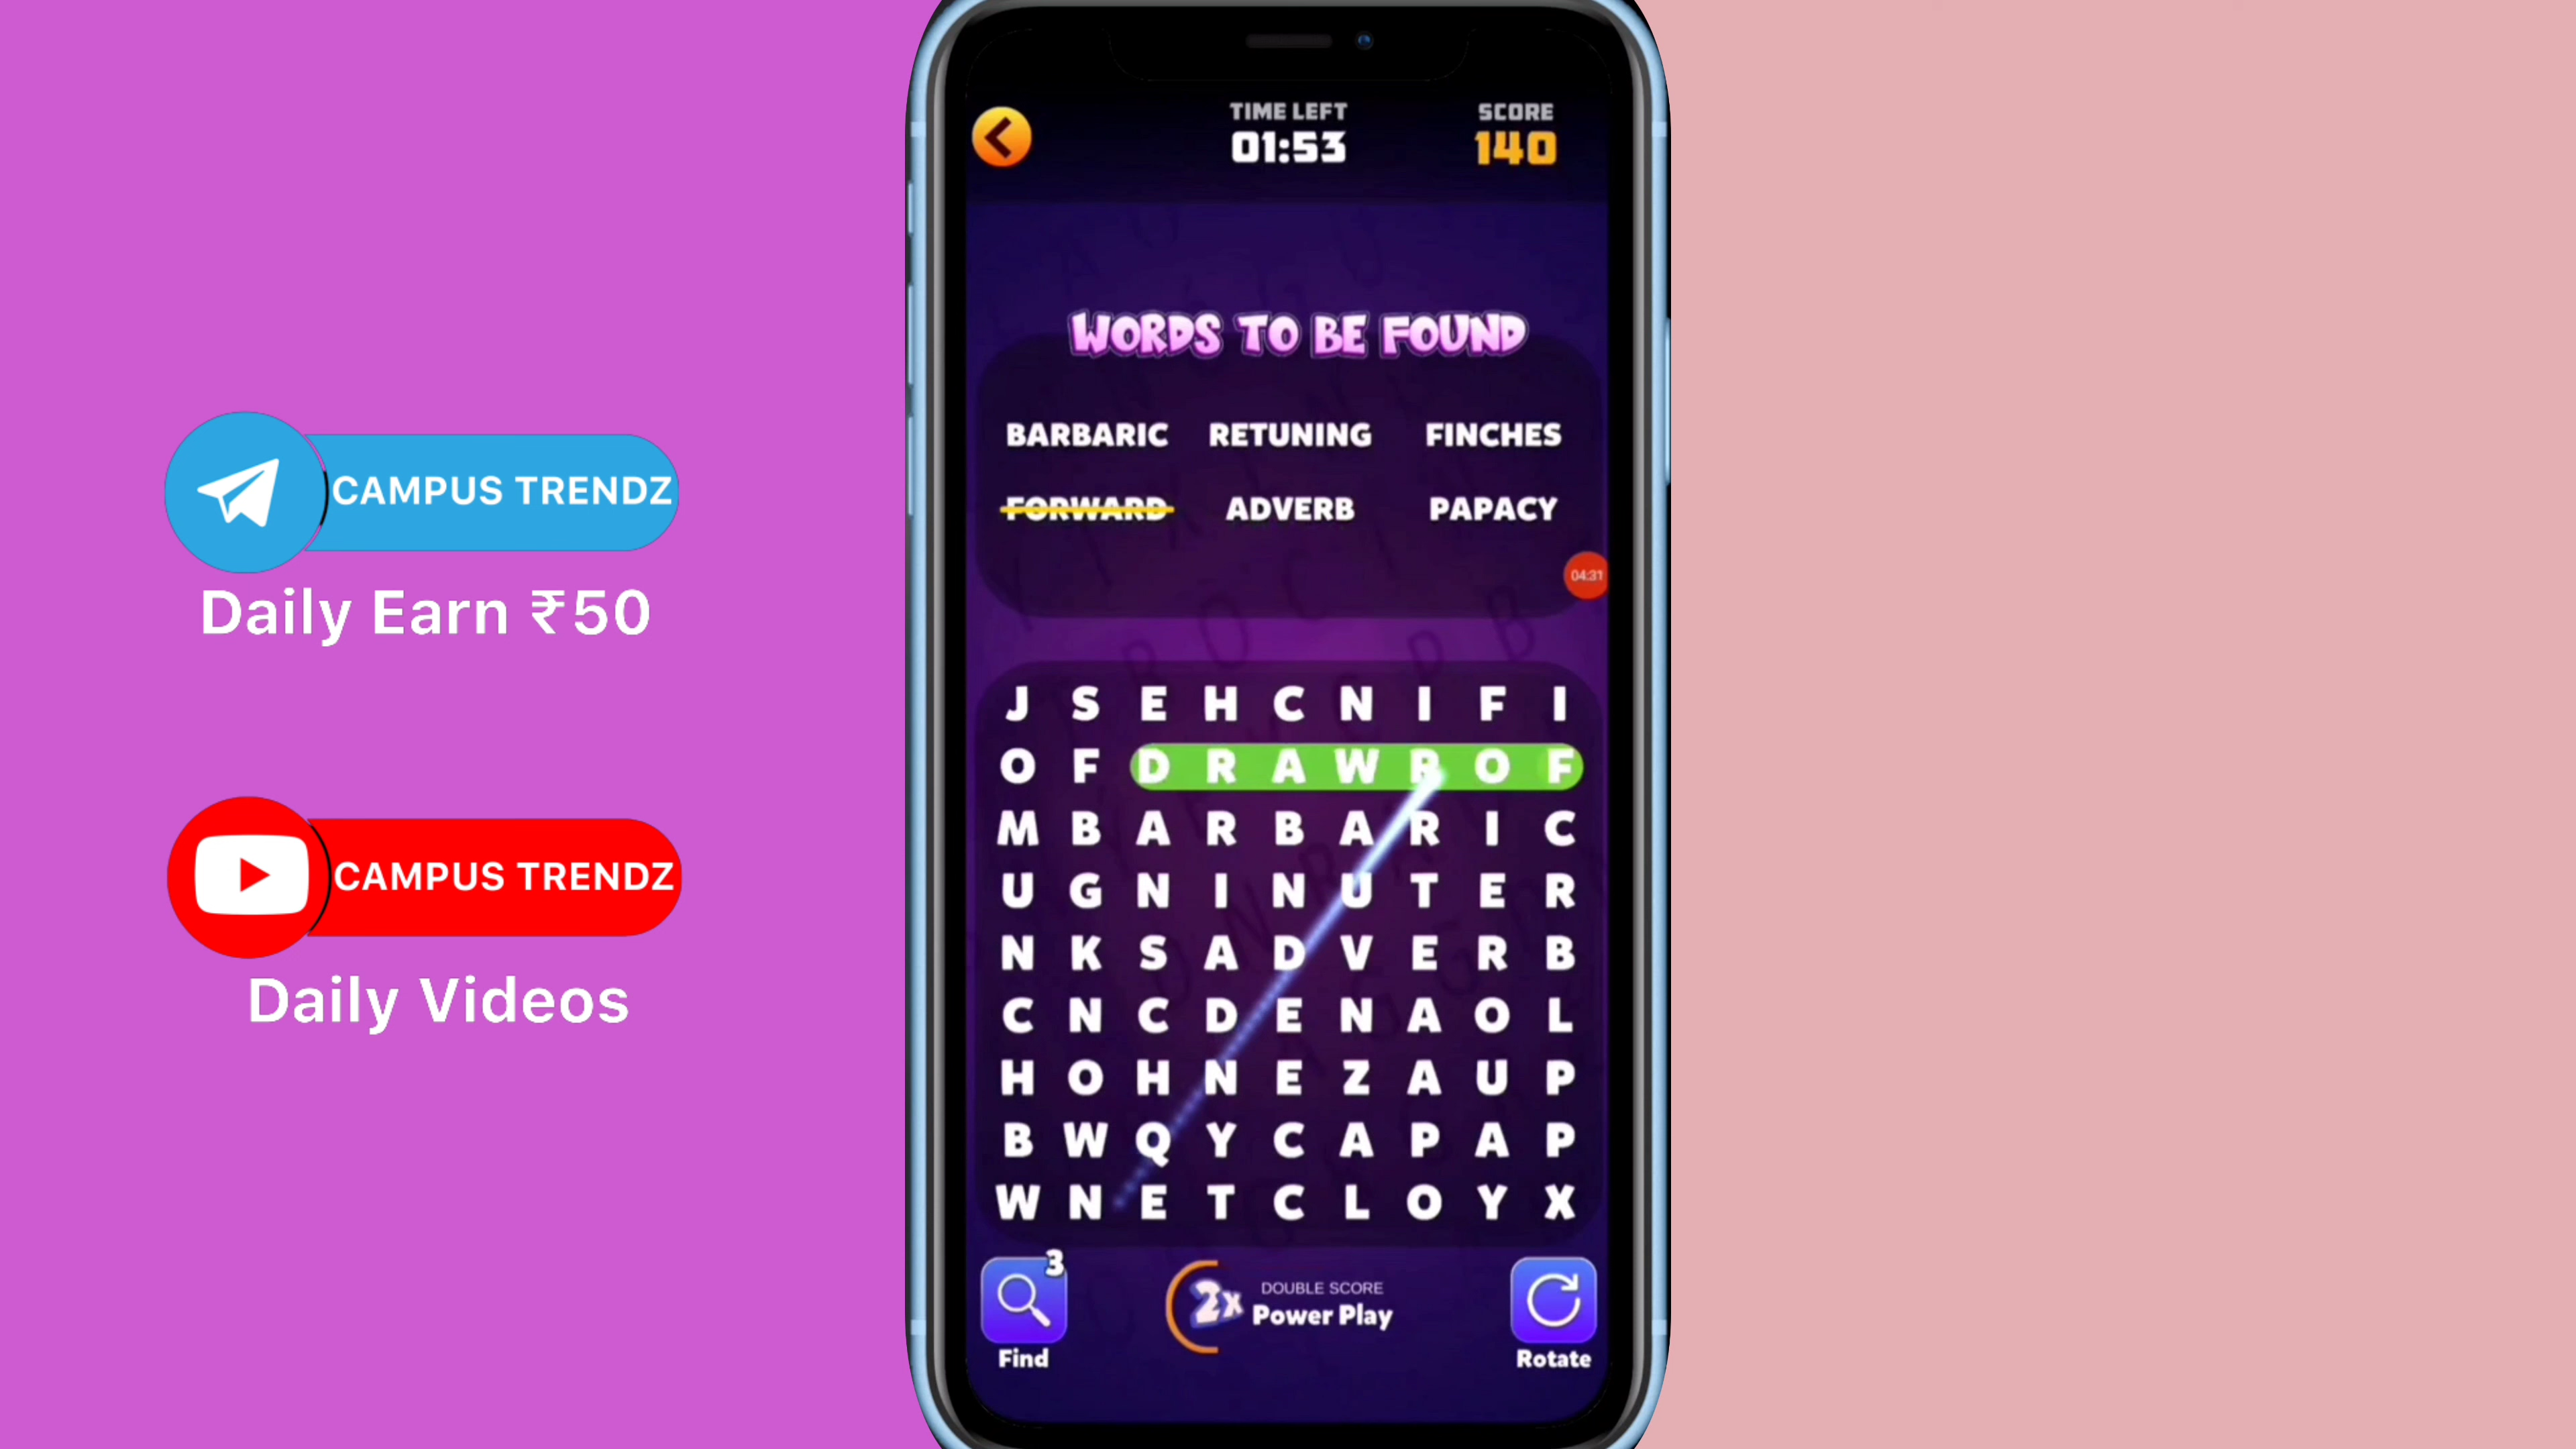 CAMPUS TRENDZ
Daily Earn ₹50
CAMPUS TRENDZ
Daily Videos
TIME LEFT
01:53
SCORE
140
WORDS TO BE FOUND
BARBARIC RETUNING FINCHES
FORWARD ADVERB PAPACY
04:31
J S E H C N I F I
O F D R A W R O F
M B A R B A R I C
U G N I N U T E R
N K S A D V E R B
C N C D E N A O L
H O H N E Z A U P
B W Q Y C A P A P
W N E T C L O Y X
3
Find
2x
DOUBLE SCORE
Power Play
Rotate